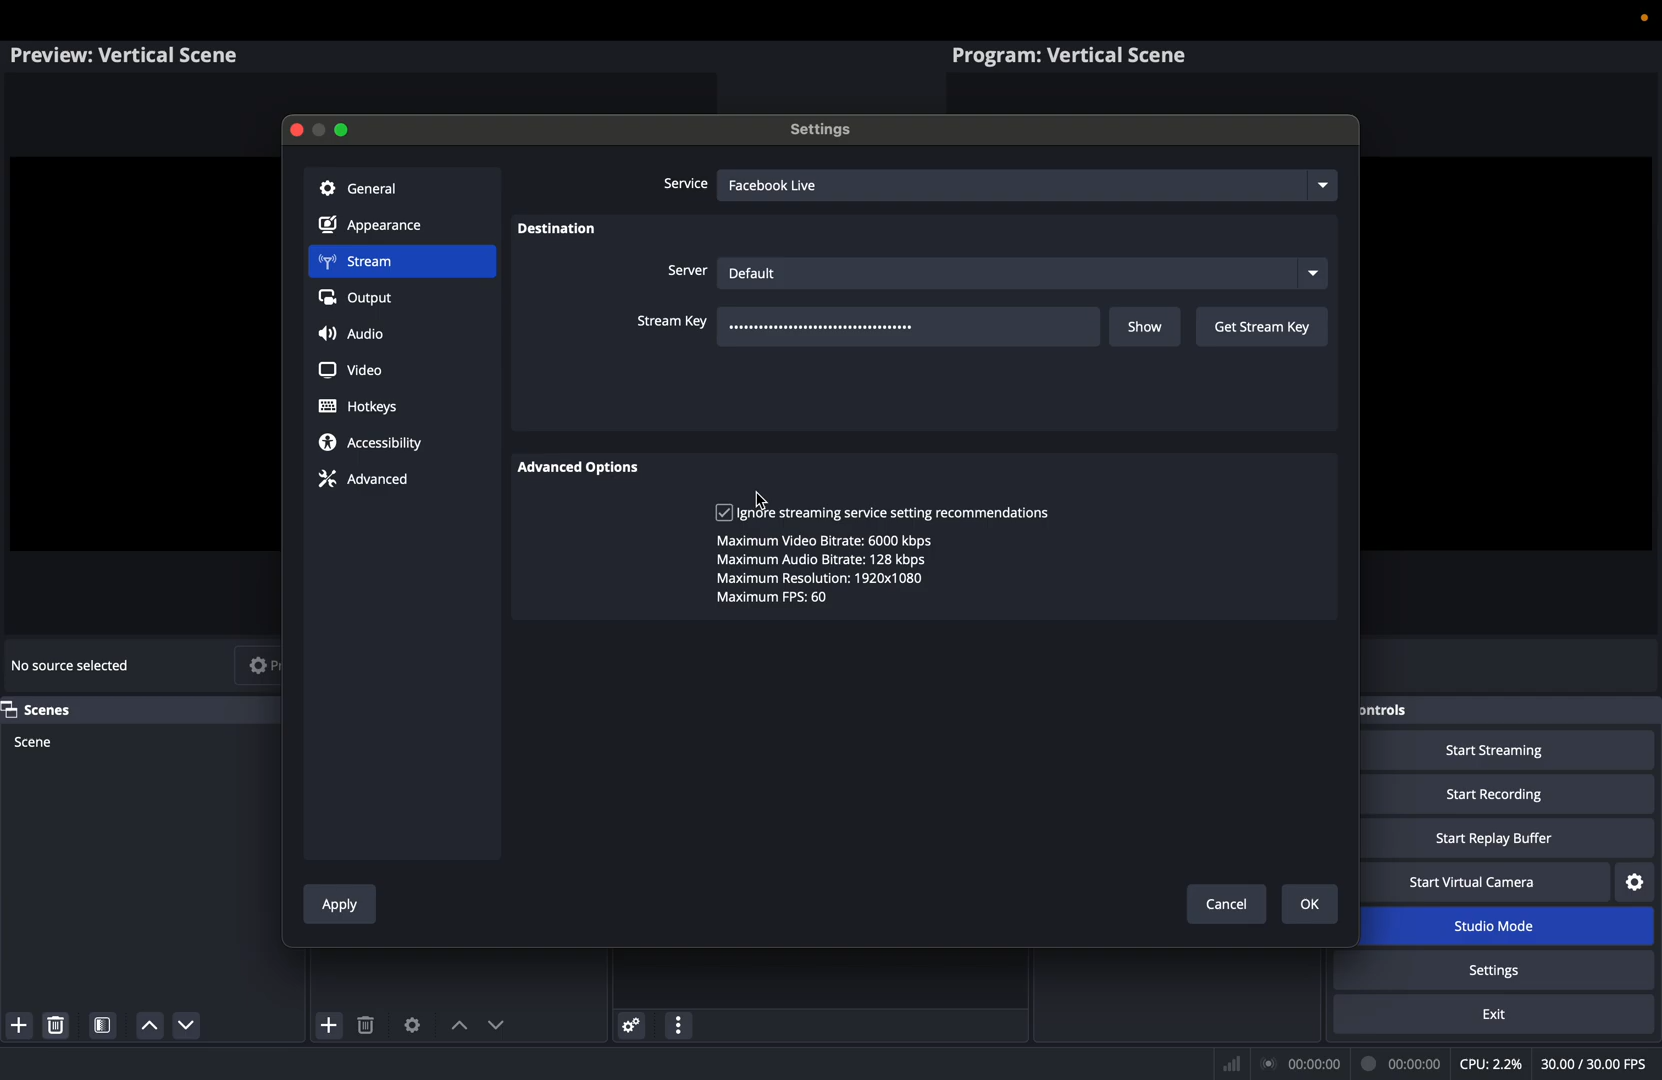 Preview: Vertical Scene
Program: Vertical Scene
Settings
General
Appearance
Stream
Output
Audio
Video
Hotkeys
Accessibility
Advanced
Service
Facebook Live
Destination
Server
Default
Stream Key
Show
Get Stream Key
Advanced Options
Ignore streaming service setting recommendations
Maximum Video Bitrate: 6000 kbps
Maximum Audio Bitrate: 128 kbps
Maximum Resolution: 1920x1080
Maximum FPS: 60
Apply
Cancel
OK
No source selected
Pr
Scenes
Scene
ontrols
Start Streaming
Start Recording
Start Replay Buffer
Start Virtual Camera
Studio Mode
Settings
Exit
00:00:00
00:00:00
CPU: 2.2%
30.00 / 30.00 FPS